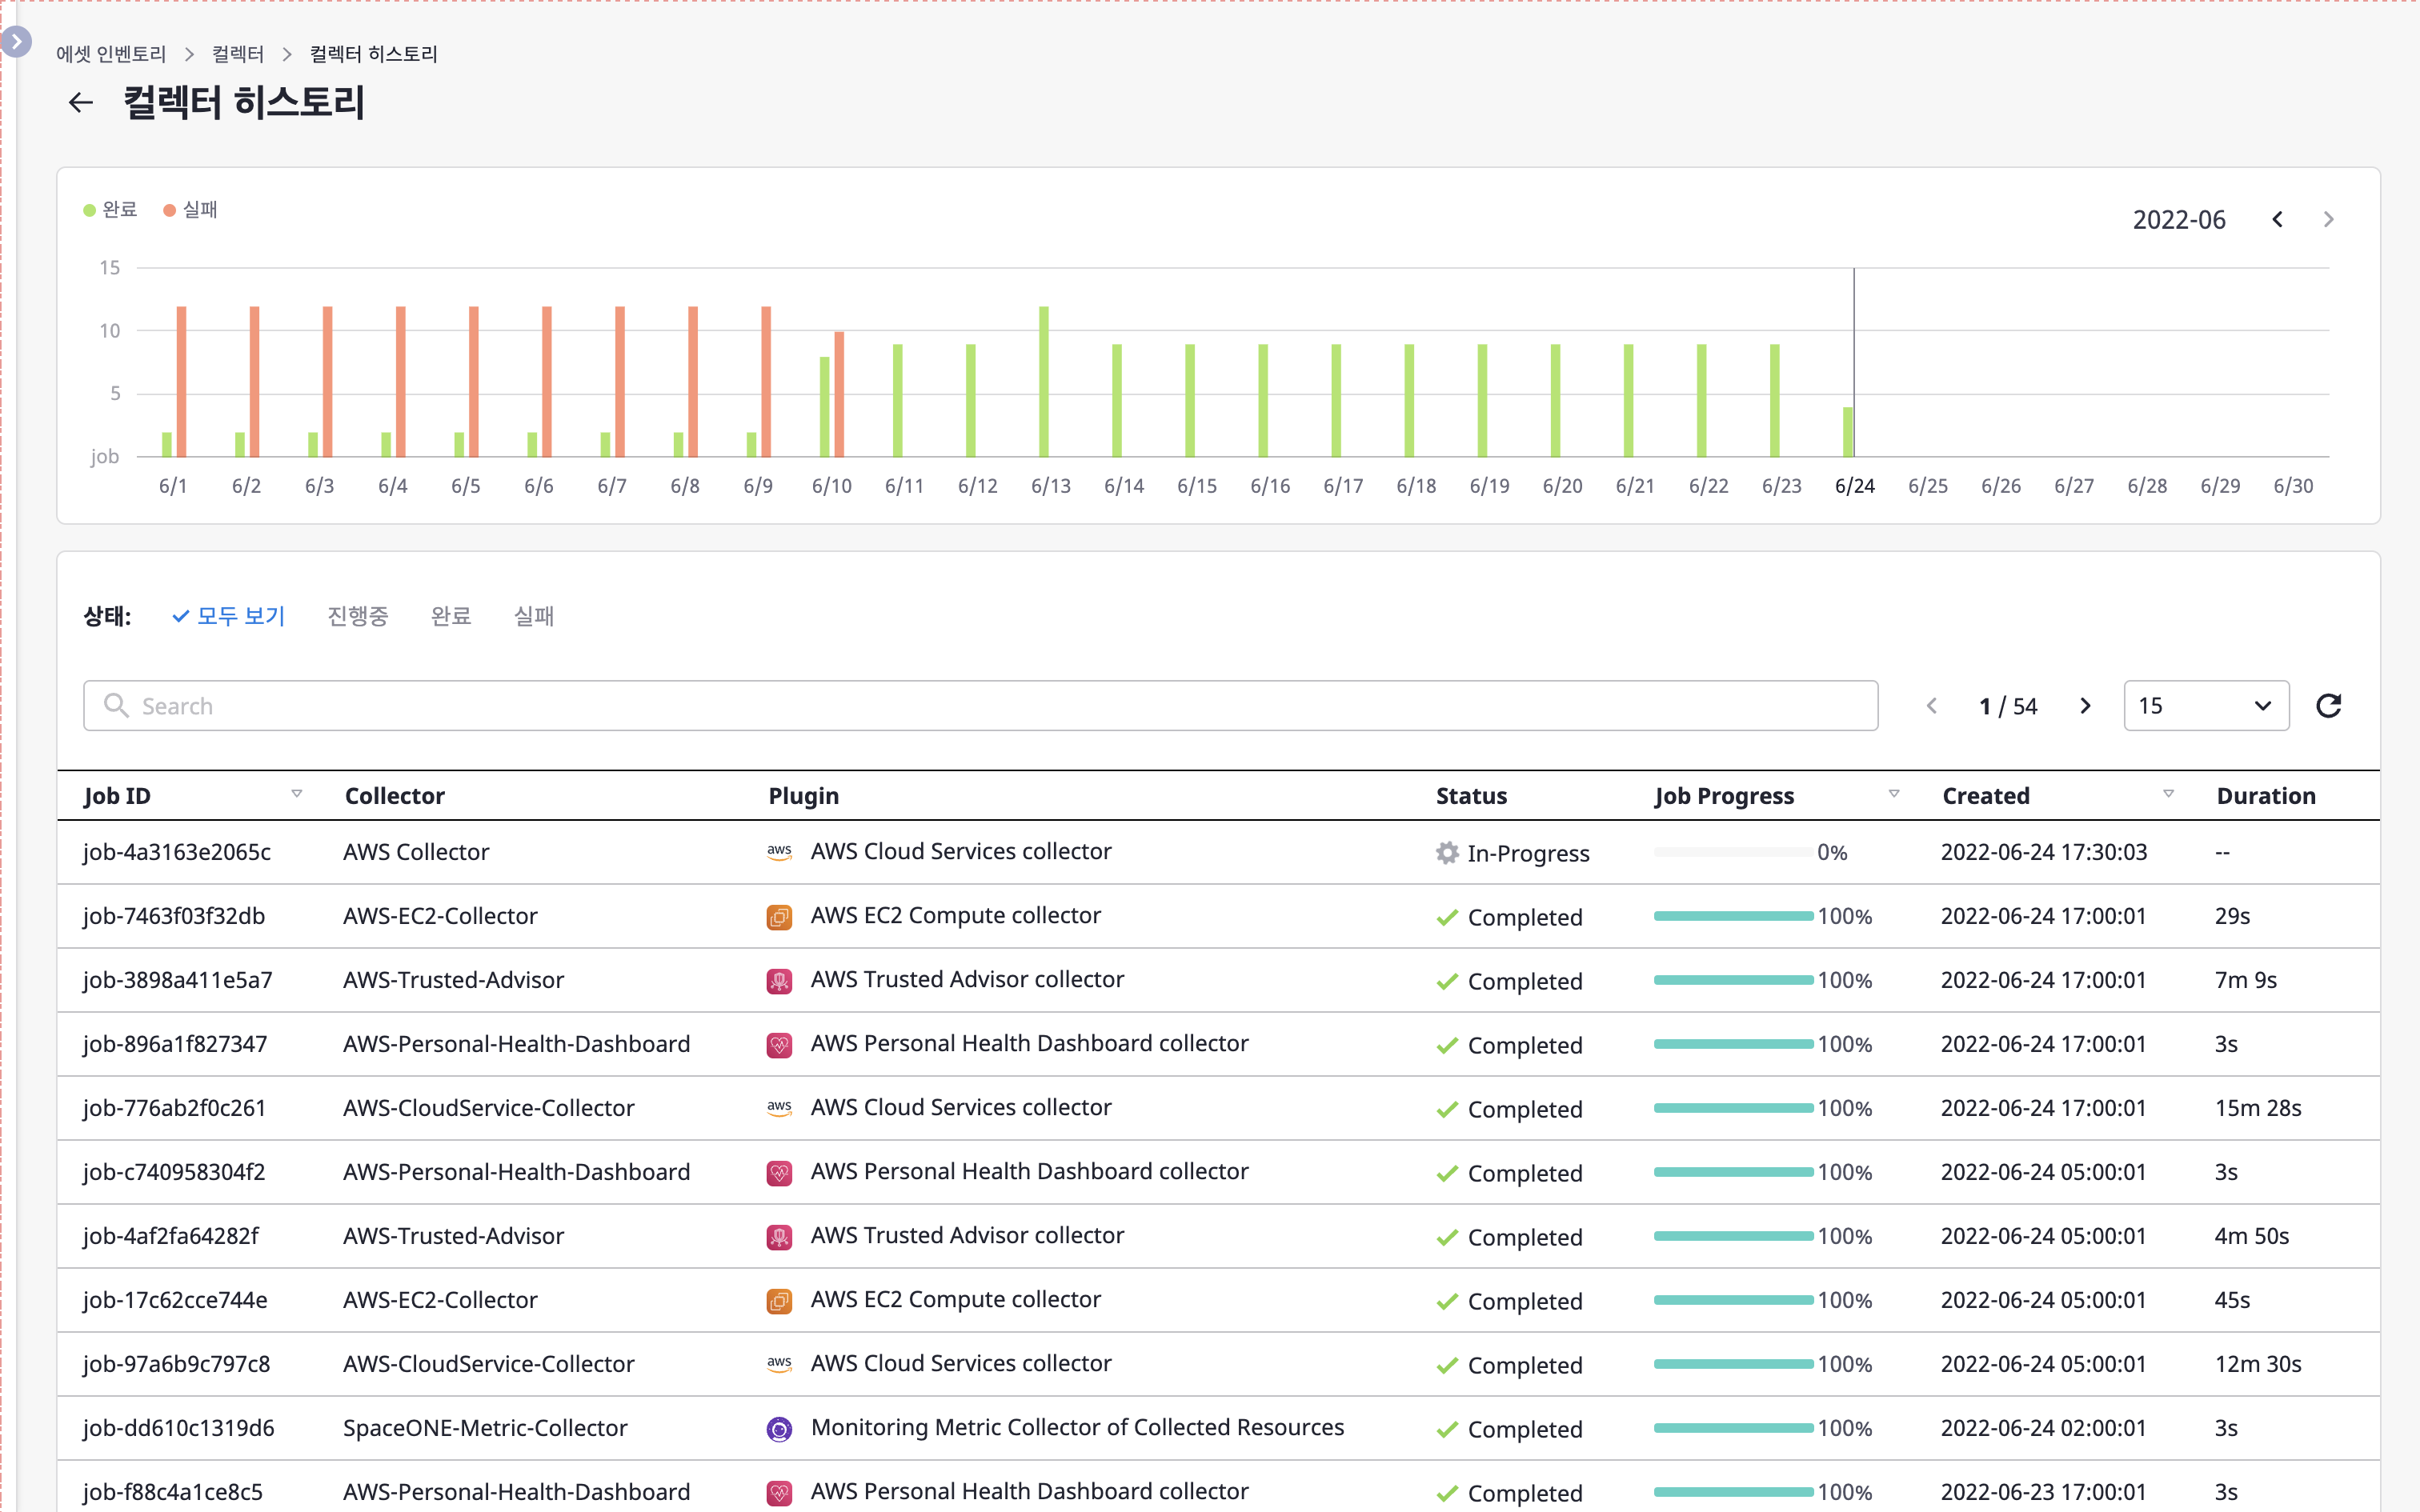 에셋 인벤토리 > 컬렉터 > 컬렉터 히스토리
컬렉터 히스토리
완료 실패
2022-06
15
10
5
job
6/1 6/2 6/3 6/4 6/5 6/6 6/7 6/8 6/9 6/10 6/11 6/12 6/13 6/14 6/15 6/16 6/17 6/18 6/19 6/20 6/21 6/22 6/23 6/24 6/25 6/26 6/27 6/28 6/29 6/30
상태: 모두 보기 진행중 완료 실패
Search 1 / 54 15
Job ID Collector Plugin Status Job Progress Created Duration
job-4a3163e2065c AWS Collector aws AWS Cloud Services collector In-Progress 0% 2022-06-24 17:30:03 --
job-7463f03f32db AWS-EC2-Collector AWS EC2 Compute collector Completed 100% 2022-06-24 17:00:01 29s
job-3898a411e5a7 AWS-Trusted-Advisor AWS Trusted Advisor collector Completed 100% 2022-06-24 17:00:01 7m 9s
job-896a1f827347 AWS-Personal-Health-Dashboard AWS Personal Health Dashboard collector Completed 100% 2022-06-24 17:00:01 3s
job-776ab2f0c261 AWS-CloudService-Collector aws AWS Cloud Services collector Completed 100% 2022-06-24 17:00:01 15m 28s
job-c740958304f2 AWS-Personal-Health-Dashboard AWS Personal Health Dashboard collector Completed 100% 2022-06-24 05:00:01 3s
job-4af2fa64282f AWS-Trusted-Advisor AWS Trusted Advisor collector Completed 100% 2022-06-24 05:00:01 4m 50s
job-17c62cce744e AWS-EC2-Collector AWS EC2 Compute collector Completed 100% 2022-06-24 05:00:01 45s
job-97a6b9c797c8 AWS-CloudService-Collector aws AWS Cloud Services collector Completed 100% 2022-06-24 05:00:01 12m 30s
job-dd610c1319d6 SpaceONE-Metric-Collector Monitoring Metric Collector of Collected Resources Completed 100% 2022-06-24 02:00:01 3s
job-f88c4a1ce8c5 AWS-Personal-Health-Dashboard AWS Personal Health Dashboard collector Completed 100% 2022-06-23 17:00:01 3s